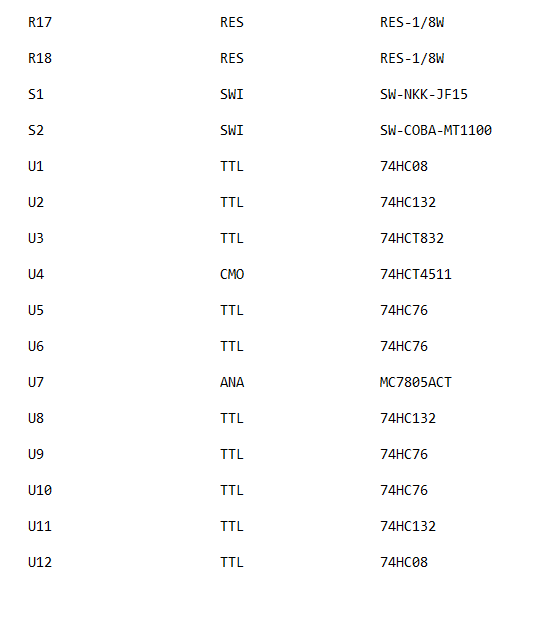 R17 RES RES-1/8W
R18 RES RES-1/8W
S1 SWI SW-NKK-JF15
S2 SWI SW-COBA-MT1100
U1 TTL 74HC08
U2 TTL 74HC132
U3 TTL 74HCT832
U4 CMO 74HCT4511
U5 TTL 74HC76
U6 TTL 74HC76
U7 ANA MC7805ACT
U8 TTL 74HC132
U9 TTL 74HC76
U10 TTL 74HC76
U11 TTL 74HC132
U12 TTL 74HC08